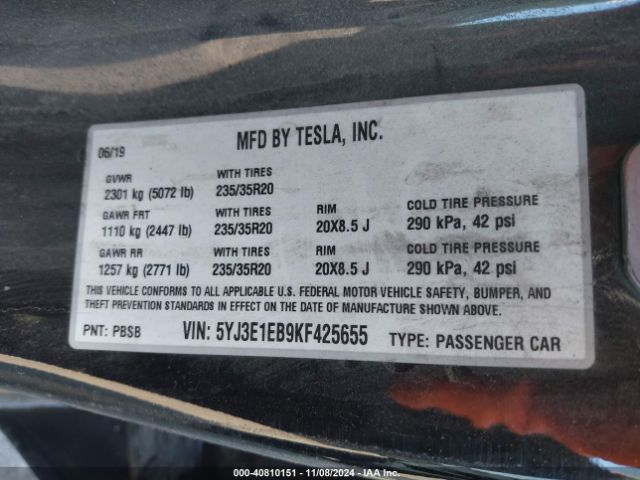 MFD BY TESLA, INC.
06/19
GVWR WITH TIRES
2301 kg (5072 lb) 235/35R20
GAWR FRT WITH TIRES RIM COLD TIRE PRESSURE
1110 kg (2447 lb) 235/35R20 20X8.5 J 290 kPa, 42 psi
GAWR RR WITH TIRES RIM COLD TIRE PRESSURE
1257 kg (2771 lb) 235/35R20 20X8.5 J 290 kPa, 42 psi
THIS VEHICLE CONFORMS TO ALL APPLICABLE U.S. FEDERAL MOTOR VEHICLE SAFETY, BUMPER, AND
THEFT PREVENTION STANDARDS IN EFFECT ON THE DATE OF MANUFACTURE SHOWN ABOVE.
PNT: PBSB VIN: 5YJ3E1EB9KF425655 TYPE: PASSENGER CAR
000-40810151 - 11/08/2024 - IAA Inc.